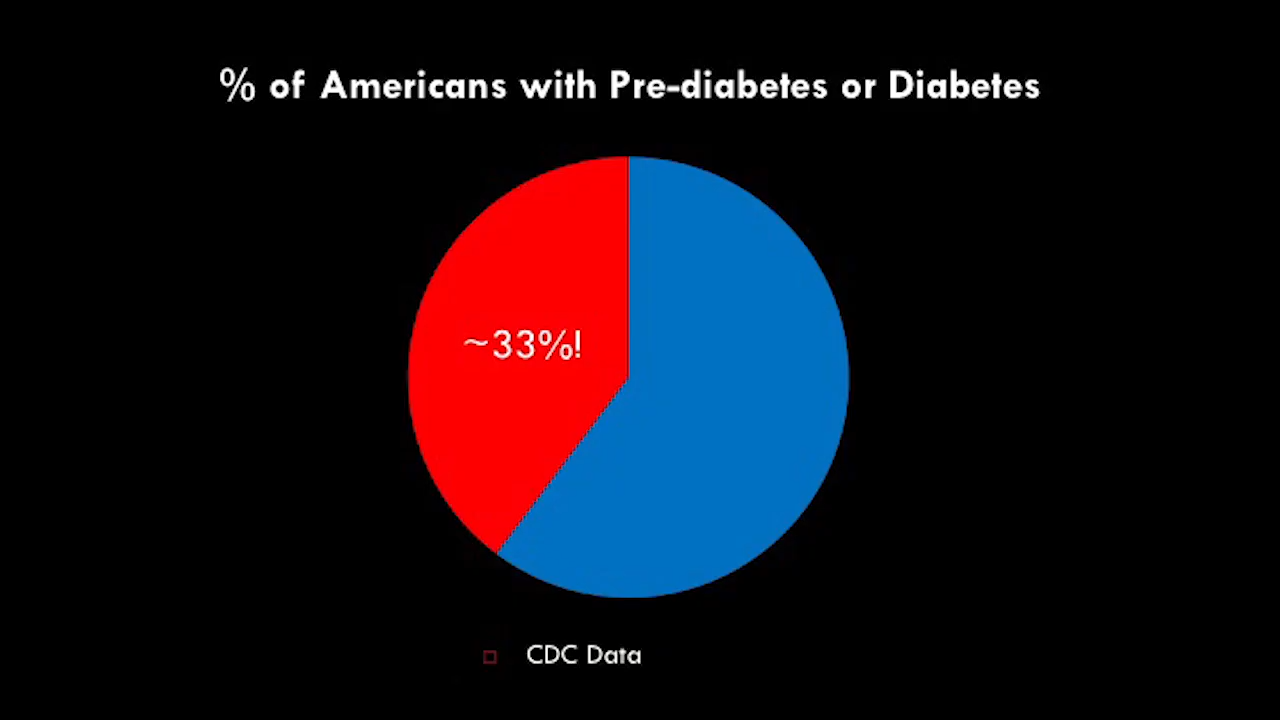 % of Americans with Pre-diabetes or Diabetes
~33%!
CDC Data